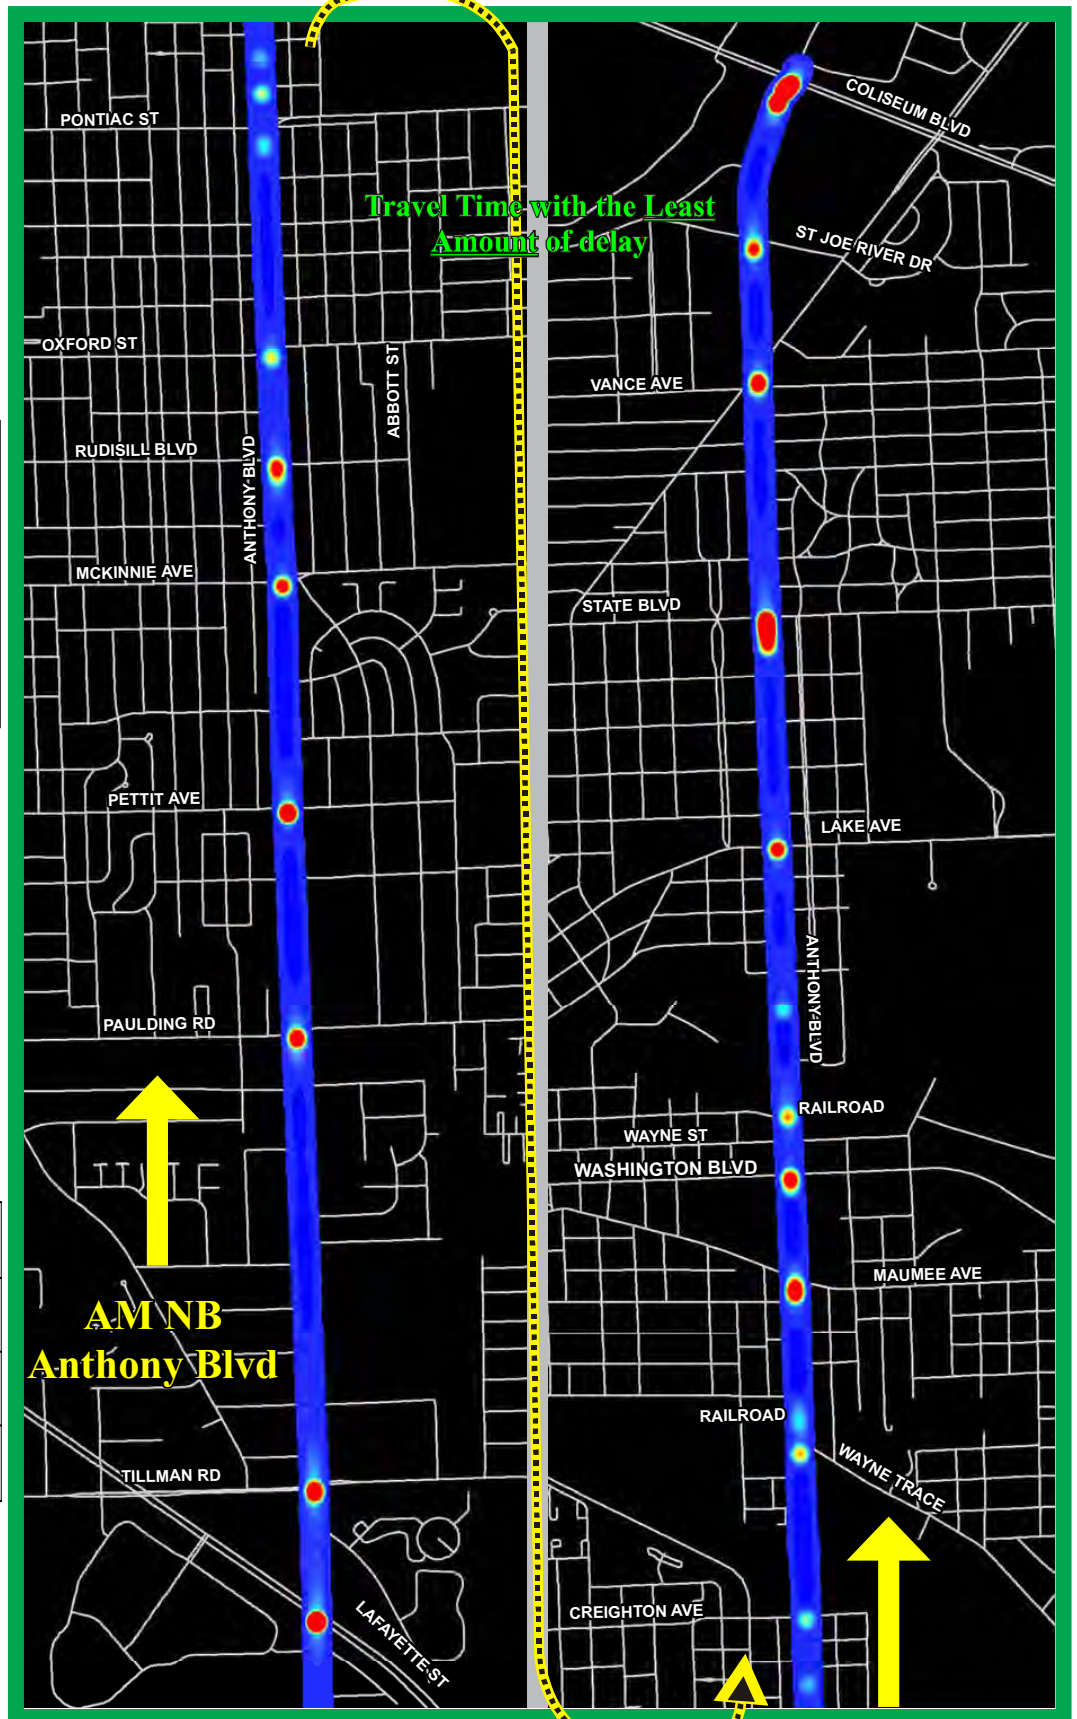 PONTIAC ST
COLISEUM BLVD
Travel Time with the Least
Amount of delay
ST JOE RIVER DR
OXFORD ST
ABBOTT ST
VANCE AVE
RUDISILL BLVD
ANTHONY BLVD
MCKINNIE AVE
STATE BLVD
PETTIT AVE
LAKE AVE
ANTHONY BLVD
PAULDING RD
RAILROAD
WAYNE ST
WASHINGTON BLVD
MAUMEE AVE
AM NB
Anthony Blvd
RAILROAD
WAYNE TRACE
TILLMAN RD
CREIGHTON AVE
LAFAYETTE ST